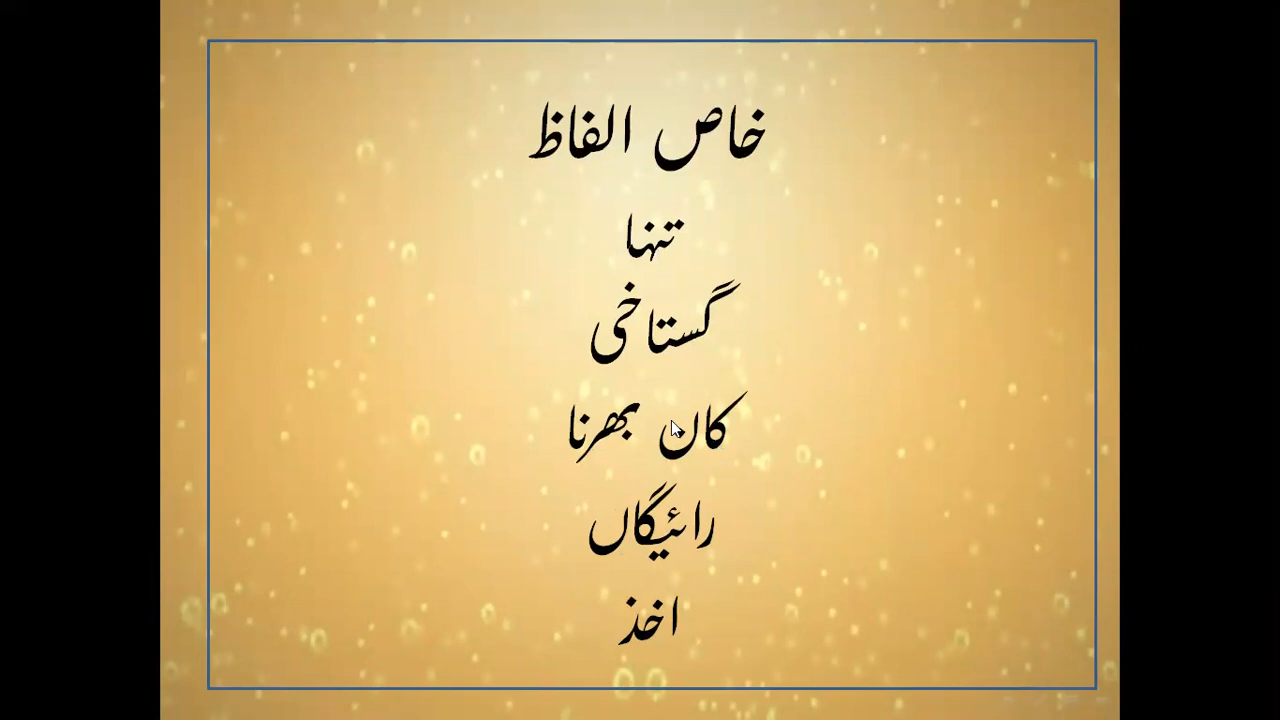 خاص الفاظ
تنہا
گستاخی
کان بھرنا
رائیگاں
اخذ